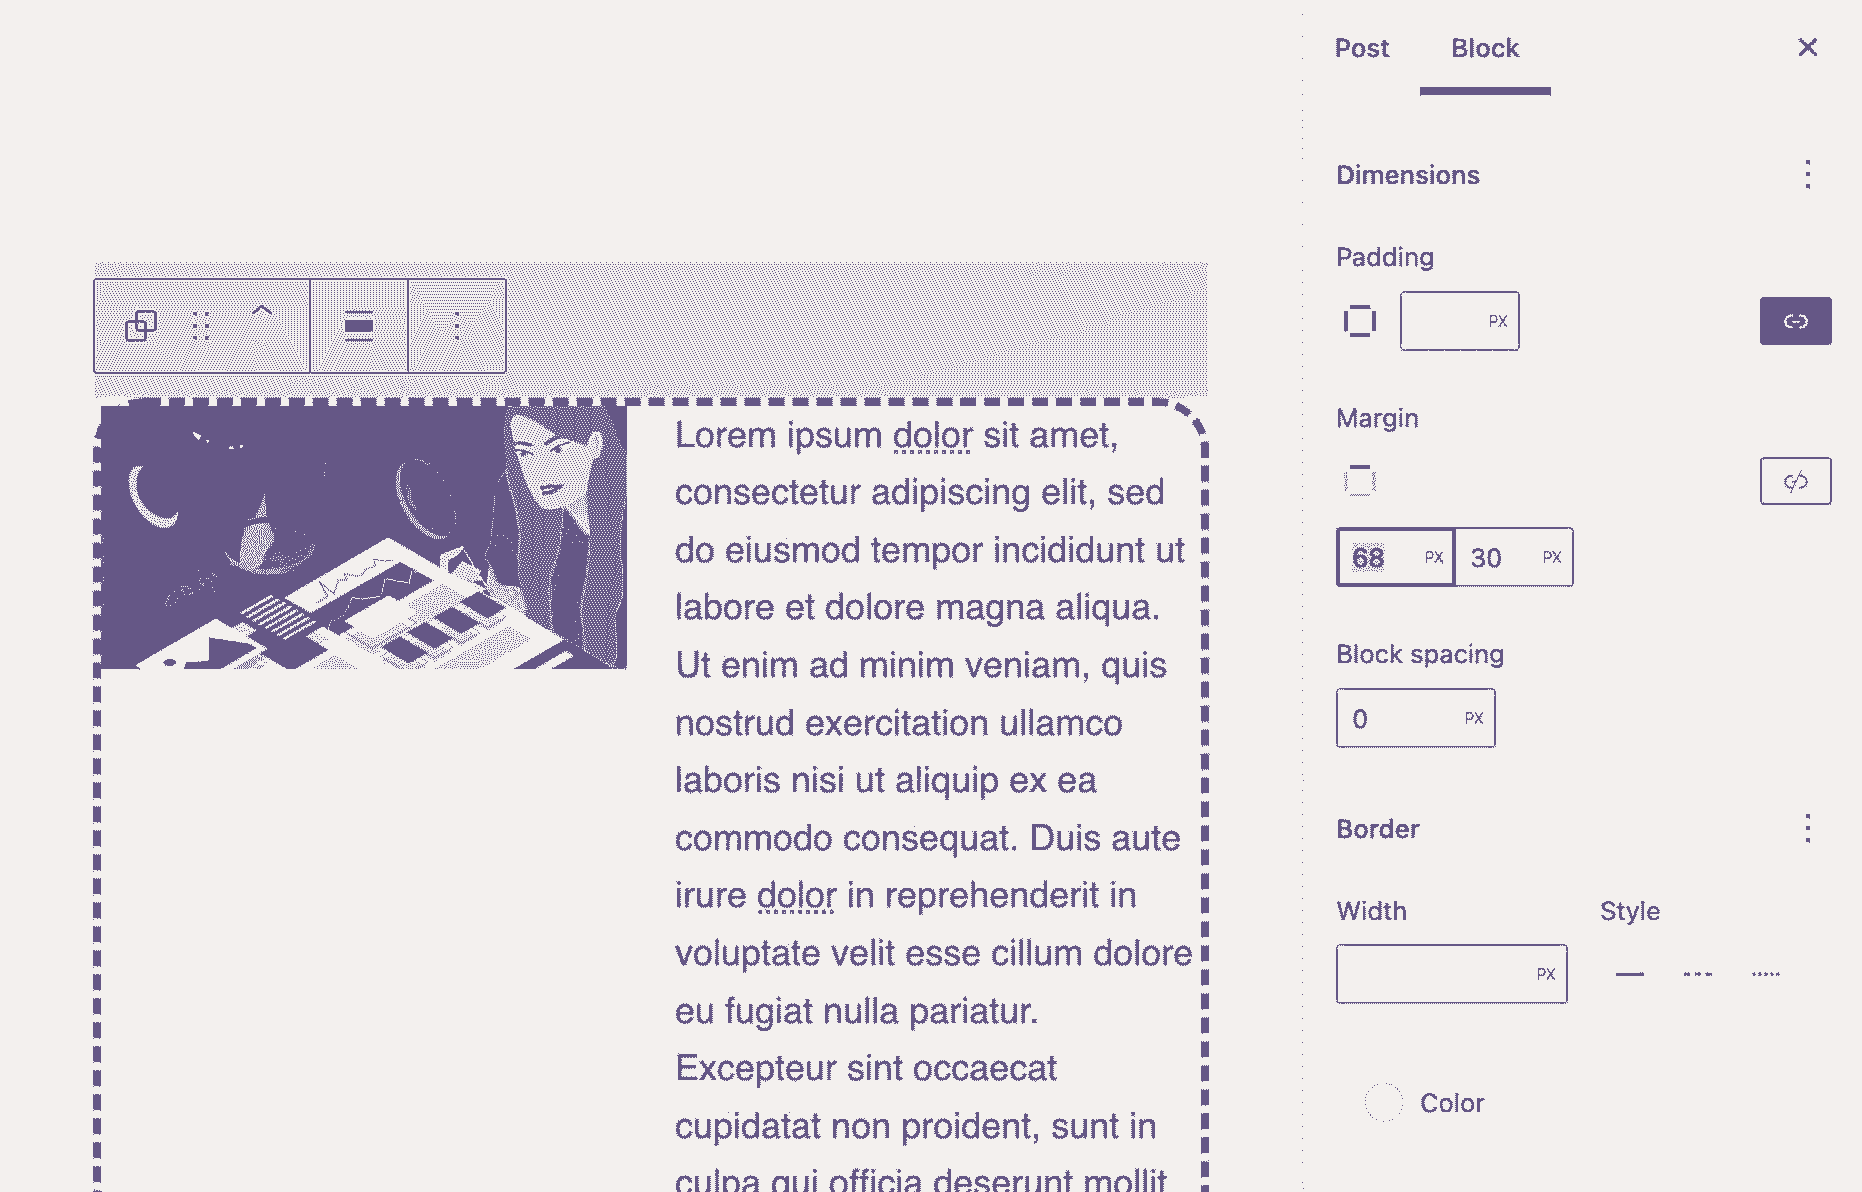 Post Block
Dimensions
Padding
PX
Margin
68 PX 30 PX
Block spacing
0 PX
Border
Width Style
PX
Color
Lorem ipsum dolor sit amet,
consectetur adipiscing elit, sed
do eiusmod tempor incididunt ut
labore et dolore magna aliqua.
Ut enim ad minim veniam, quis
nostrud exercitation ullamco
laboris nisi ut aliquip ex ea
commodo consequat. Duis aute
irure dolor in reprehenderit in
voluptate velit esse cillum dolore
eu fugiat nulla pariatur.
Excepteur sint occaecat
cupidatat non proident, sunt in
culpa qui officia deserunt mollit